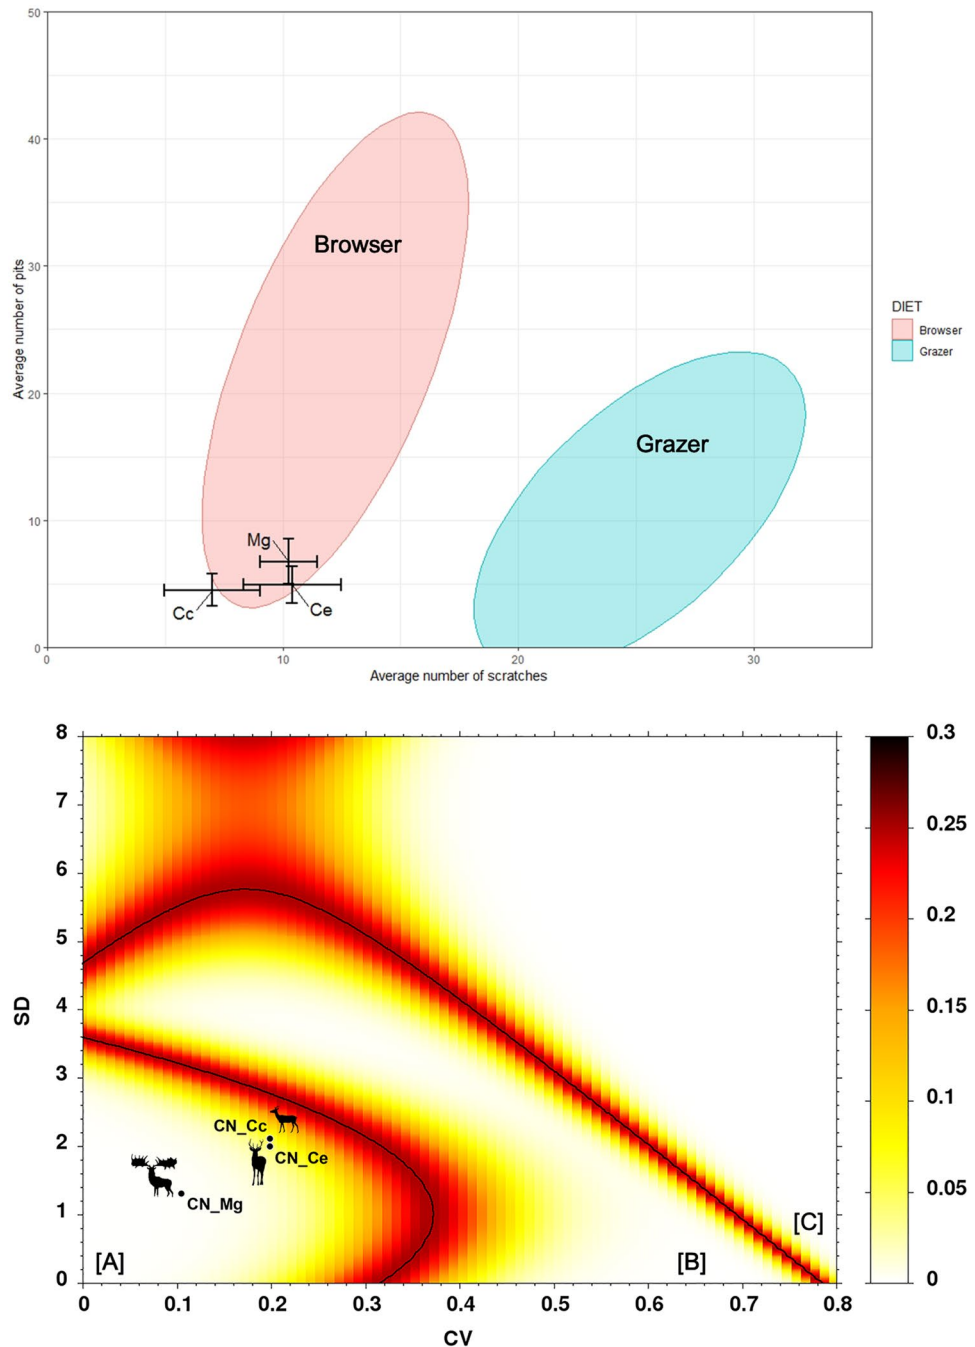 50
40
Browser
30
Average number of pits
DIET
Browser
Grazer
20
Grazer
10
Mg
Cc
Ce
0
0 10 20 30
Average number of scratches
8 0.3
7
0.25
6
5 0.2
SD
4 0.15
3
0.1
CN_Cc
2
CN_Ce
0.05
CN_Mg
1
[A] [B] [C]
0 0
0 0.1 0.2 0.3 0.4 0.5 0.6 0.7 0.8
CV